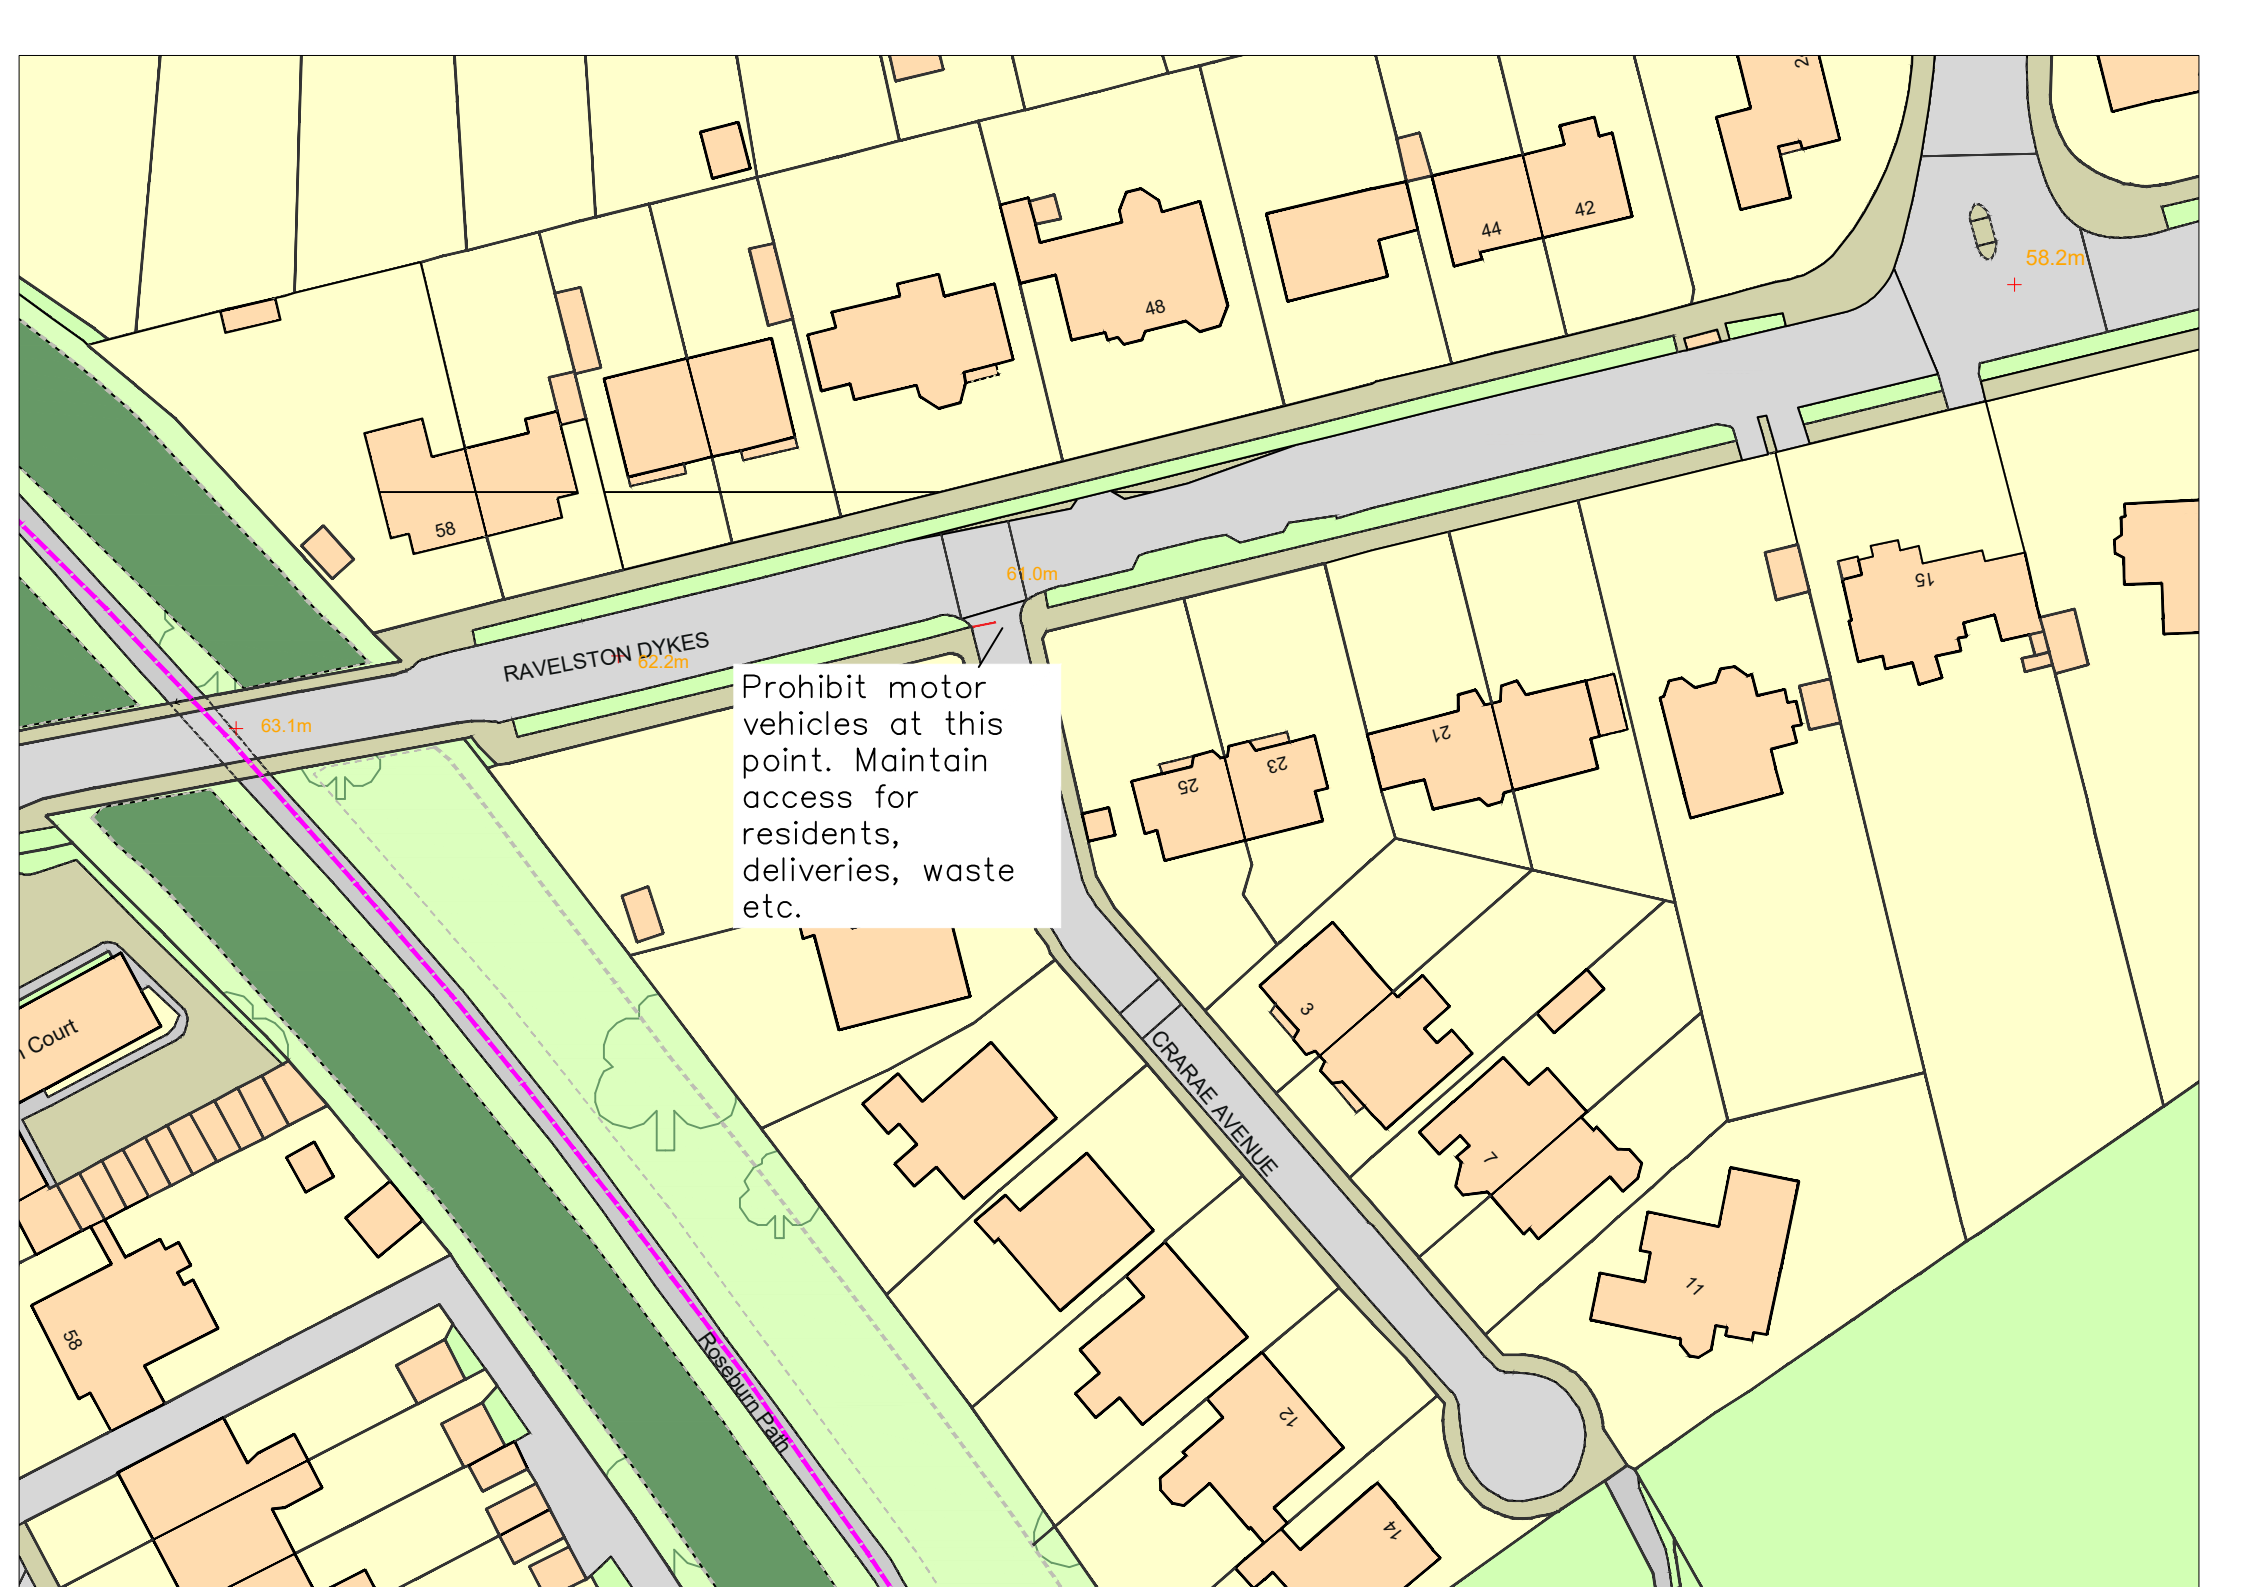 2
58.2m
42
44
48
58
61.0m
RAVELSTON DYKES
62.2m
63.1m
15
Prohibit motor
vehicles at this
point. Maintain
access for
residents,
deliveries, waste
etc.
21
23
25
3
Court
CRARAE AVENUE
7
11
58
Roseburn Path
12
14